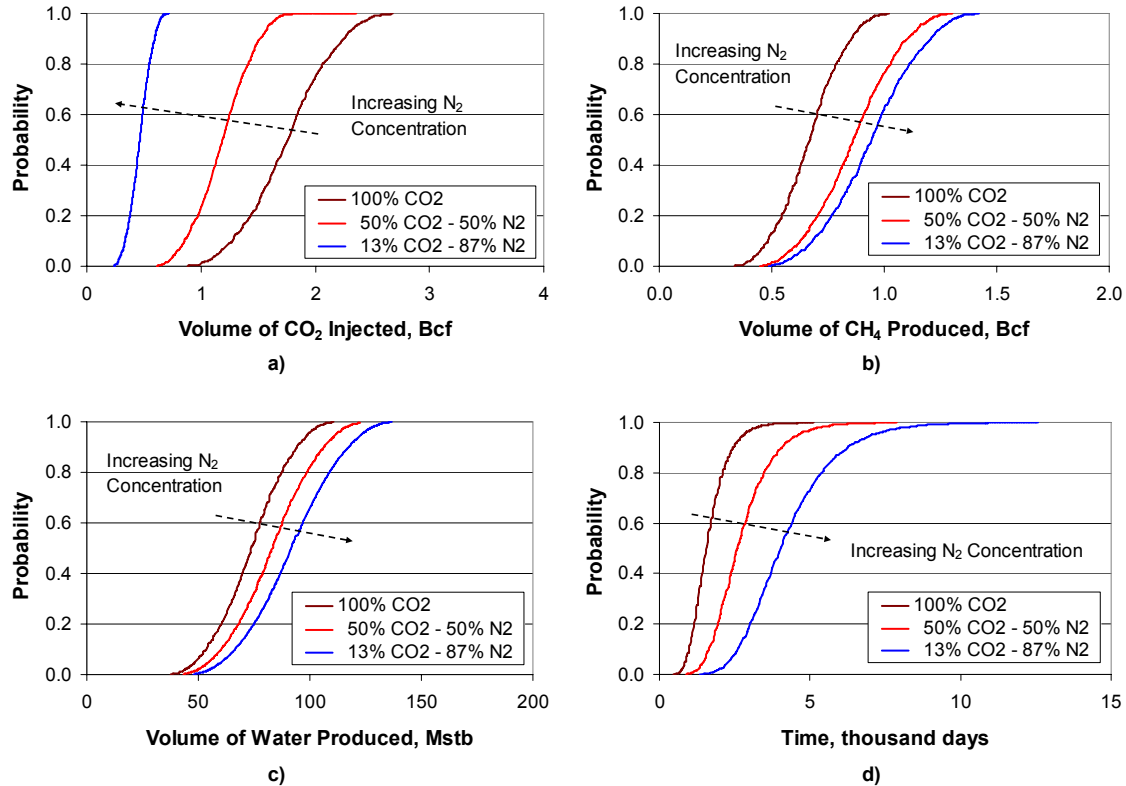 1.0
0.8
0.6
0.4
0.2
0.0
Probability
Increasing N₂
Concentration
100% CO2
50% CO2 - 50% N2
13% CO2 - 87% N2
0 1 2 3 4
Volume of CO₂ Injected, Bcf
a)
1.0
0.8
0.6
0.4
0.2
0.0
Probability
Increasing N₂
Concentration
100% CO2
50% CO2 - 50% N2
13% CO2 - 87% N2
0.0 0.5 1.0 1.5 2.0
Volume of CH₄ Produced, Bcf
b)
1.0
0.8
0.6
0.4
0.2
0.0
Probability
Increasing N₂
Concentration
100% CO2
50% CO2 - 50% N2
13% CO2 - 87% N2
0 50 100 150 200
Volume of Water Produced, Mstb
c)
1.0
0.8
0.6
0.4
0.2
0.0
Probability
Increasing N₂ Concentration
100% CO2
50% CO2 - 50% N2
13% CO2 - 87% N2
0 5 10 15
Time, thousand days
d)